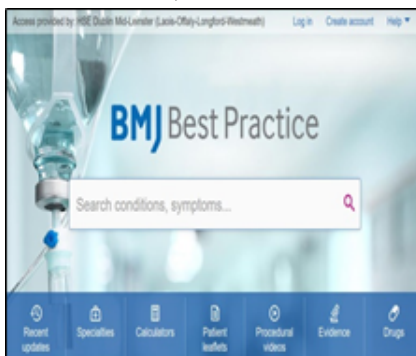 Access provided by: HSE Dublin Mid-Leinster (Laois-Offaly-Longford-Westmeath) Log in Create account Help
BMJ Best Practice
Search conditions, symptoms...
Recent updates
Specialties
Calculators
Patient leaflets
Procedural videos
Evidence
Drugs